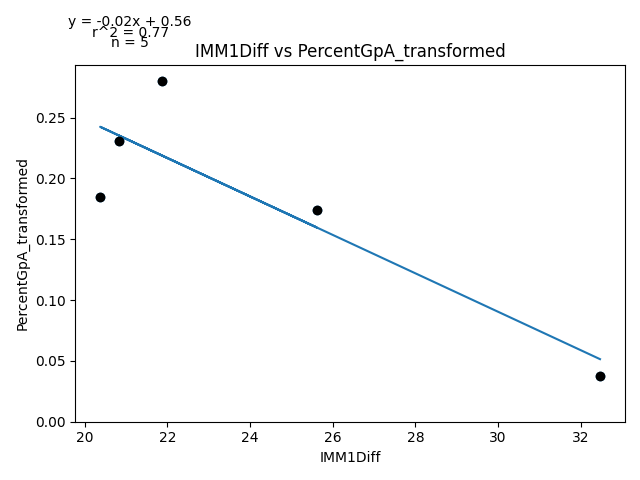 y = -0.02x + 0.56
r^2 = 0.77
n = 5
IMM1Diff vs PercentGpA_transformed
PercentGpA_transformed
0.25
0.20
0.15
0.10
0.05
0.00
20 22 24 26 28 30 32
IMM1Diff